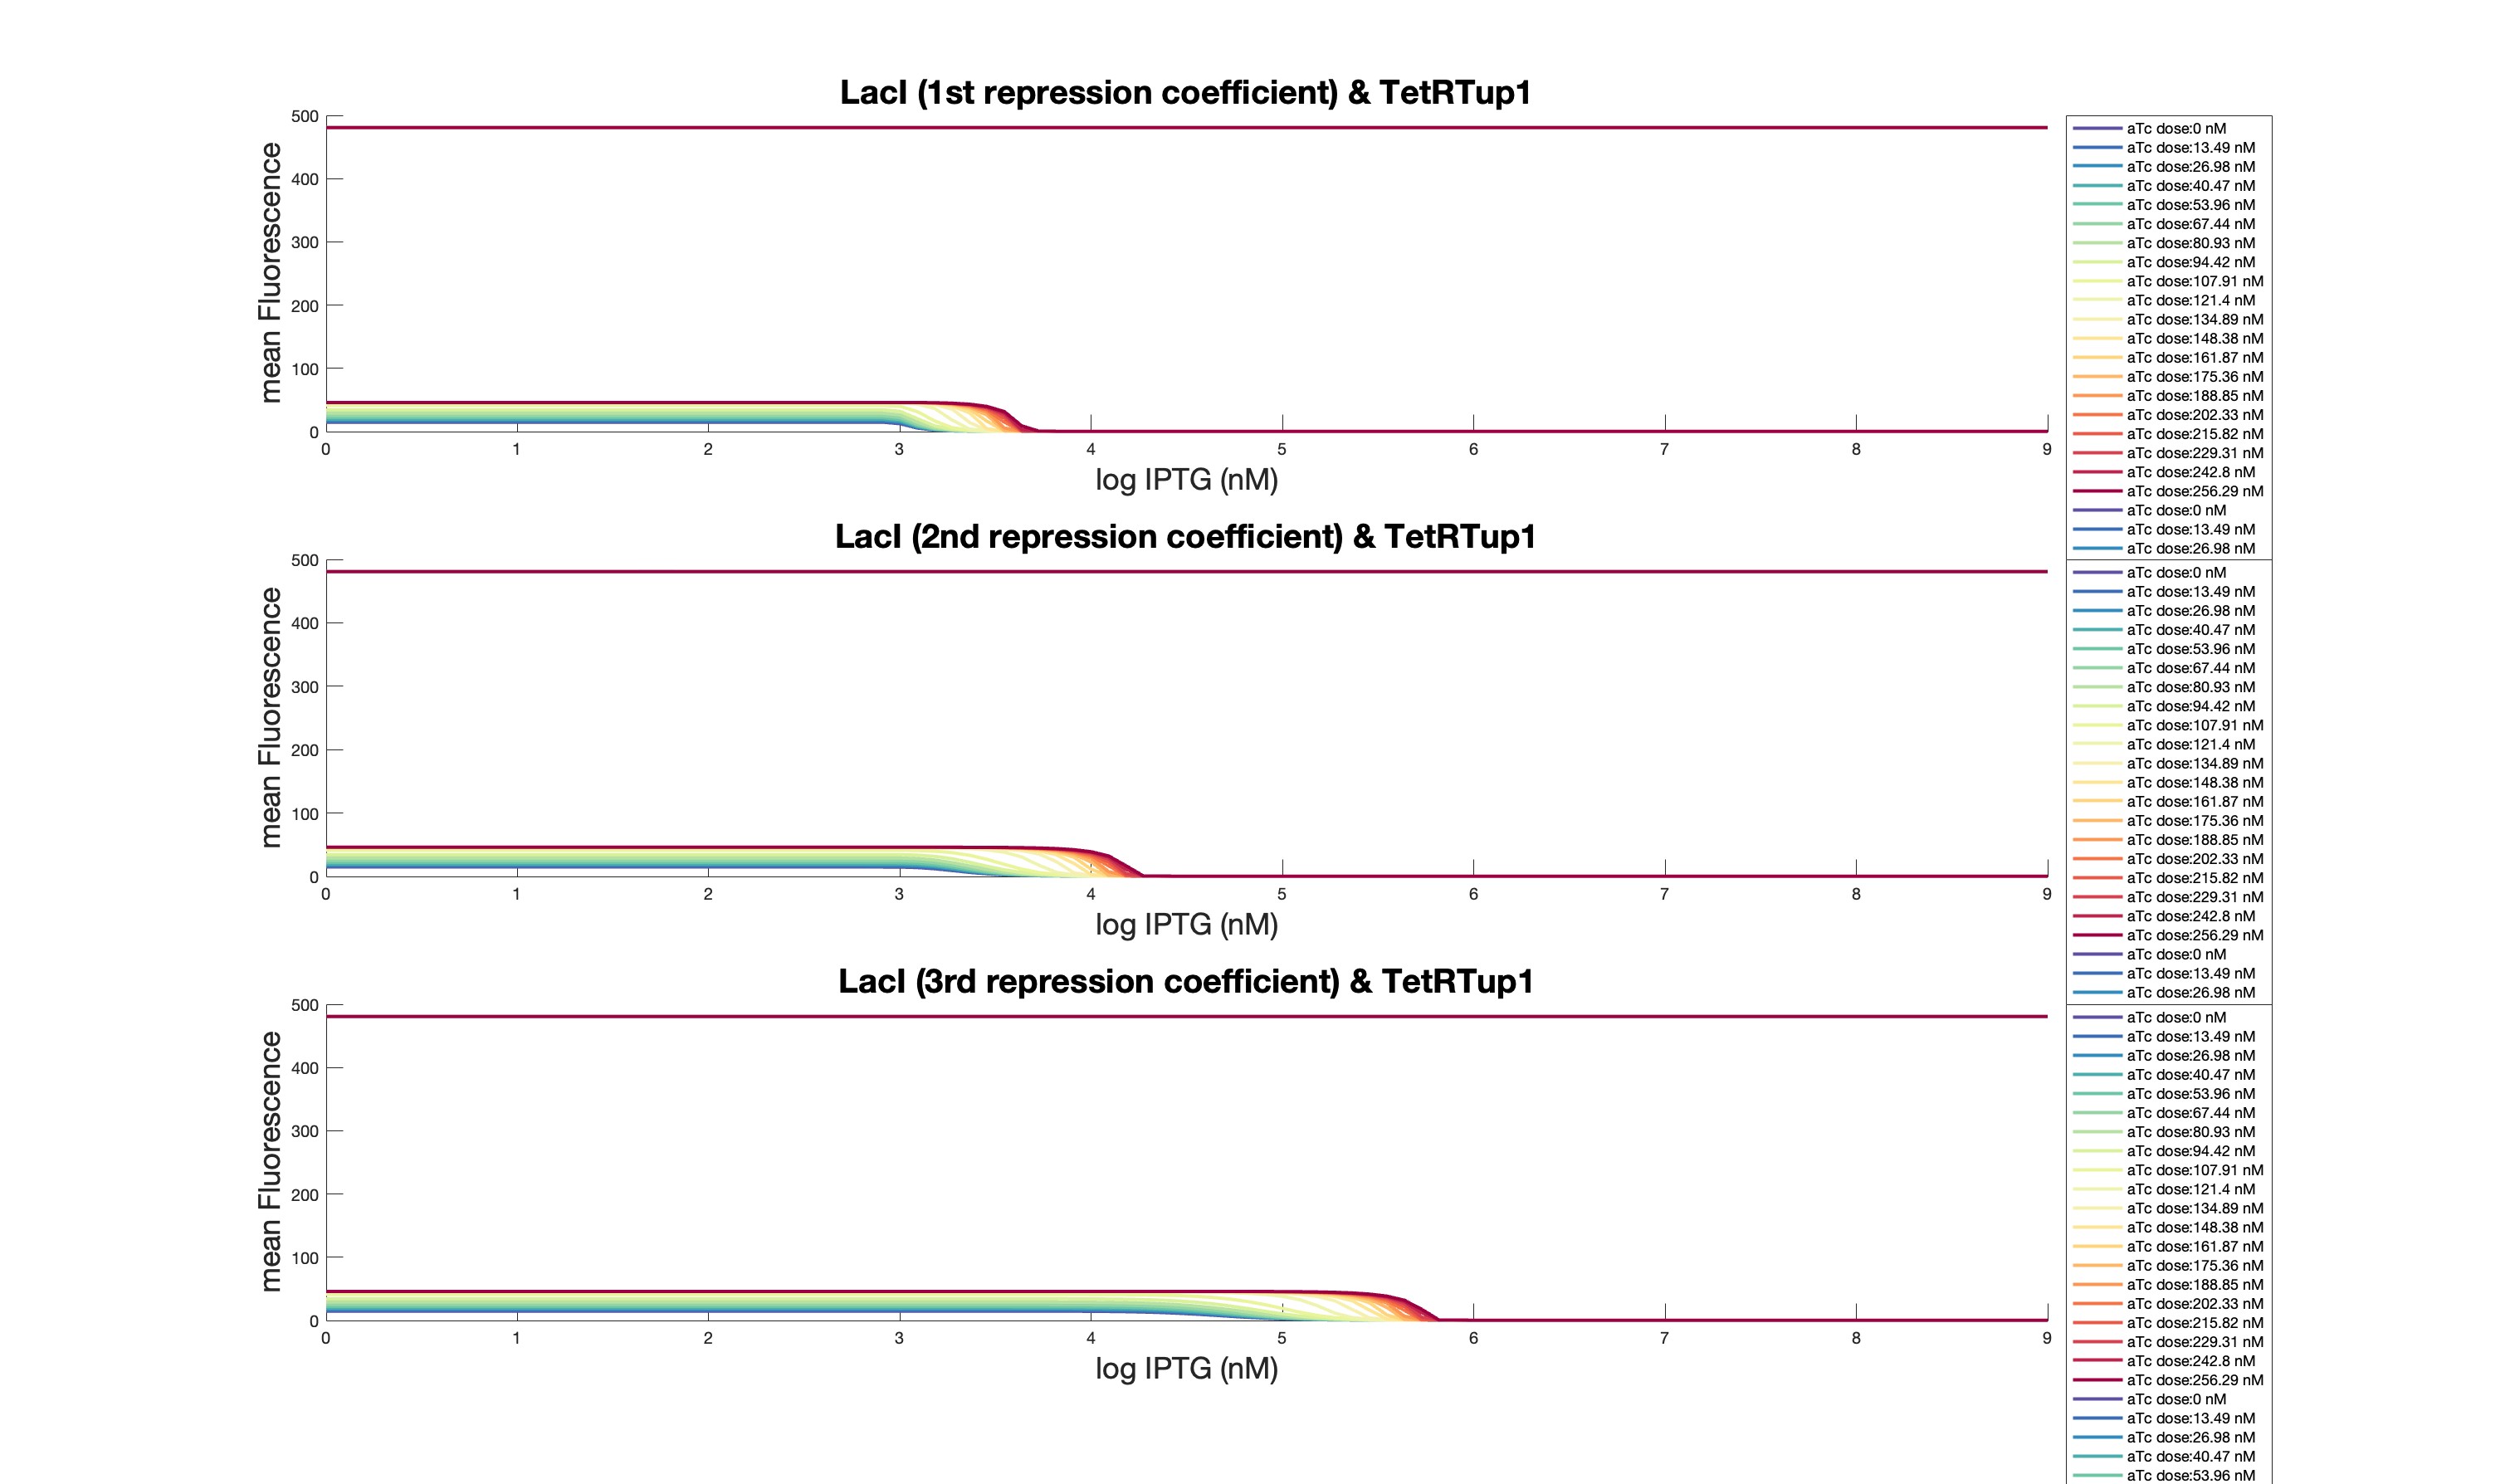 LacI (1st repression coefficient) & TetRTup1
500
400
300
200
100
0
mean Fluorescence
0 1 2 3 4 5 6 7 8 9
log IPTG (nM)
aTc dose:0 nM
aTc dose:13.49 nM
aTc dose:26.98 nM
aTc dose:40.47 nM
aTc dose:53.96 nM
aTc dose:67.44 nM
aTc dose:80.93 nM
aTc dose:94.42 nM
aTc dose:107.91 nM
aTc dose:121.4 nM
aTc dose:134.89 nM
aTc dose:148.38 nM
aTc dose:161.87 nM
aTc dose:175.36 nM
aTc dose:188.85 nM
aTc dose:202.33 nM
aTc dose:215.82 nM
aTc dose:229.31 nM
aTc dose:242.8 nM
aTc dose:256.29 nM
aTc dose:0 nM
aTc dose:13.49 nM
aTc dose:26.98 nM
LacI (2nd repression coefficient) & TetRTup1
500
400
300
200
100
0
mean Fluorescence
0 1 2 3 4 5 6 7 8 9
log IPTG (nM)
aTc dose:0 nM
aTc dose:13.49 nM
aTc dose:26.98 nM
aTc dose:40.47 nM
aTc dose:53.96 nM
aTc dose:67.44 nM
aTc dose:80.93 nM
aTc dose:94.42 nM
aTc dose:107.91 nM
aTc dose:121.4 nM
aTc dose:134.89 nM
aTc dose:148.38 nM
aTc dose:161.87 nM
aTc dose:175.36 nM
aTc dose:188.85 nM
aTc dose:202.33 nM
aTc dose:215.82 nM
aTc dose:229.31 nM
aTc dose:242.8 nM
aTc dose:256.29 nM
aTc dose:0 nM
aTc dose:13.49 nM
aTc dose:26.98 nM
LacI (3rd repression coefficient) & TetRTup1
500
400
300
200
100
0
mean Fluorescence
0 1 2 3 4 5 6 7 8 9
log IPTG (nM)
aTc dose:0 nM
aTc dose:13.49 nM
aTc dose:26.98 nM
aTc dose:40.47 nM
aTc dose:53.96 nM
aTc dose:67.44 nM
aTc dose:80.93 nM
aTc dose:94.42 nM
aTc dose:107.91 nM
aTc dose:121.4 nM
aTc dose:134.89 nM
aTc dose:148.38 nM
aTc dose:161.87 nM
aTc dose:175.36 nM
aTc dose:188.85 nM
aTc dose:202.33 nM
aTc dose:215.82 nM
aTc dose:229.31 nM
aTc dose:242.8 nM
aTc dose:256.29 nM
aTc dose:0 nM
aTc dose:13.49 nM
aTc dose:26.98 nM
aTc dose:40.47 nM
aTc dose:53.96 nM